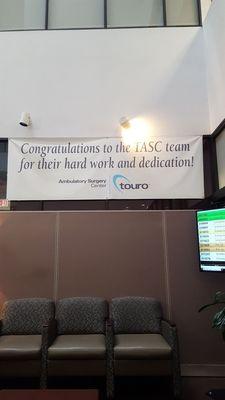 Congratulations to the TASC team
for their hard work and dedication!
Ambulatory Surgery
Center
touro